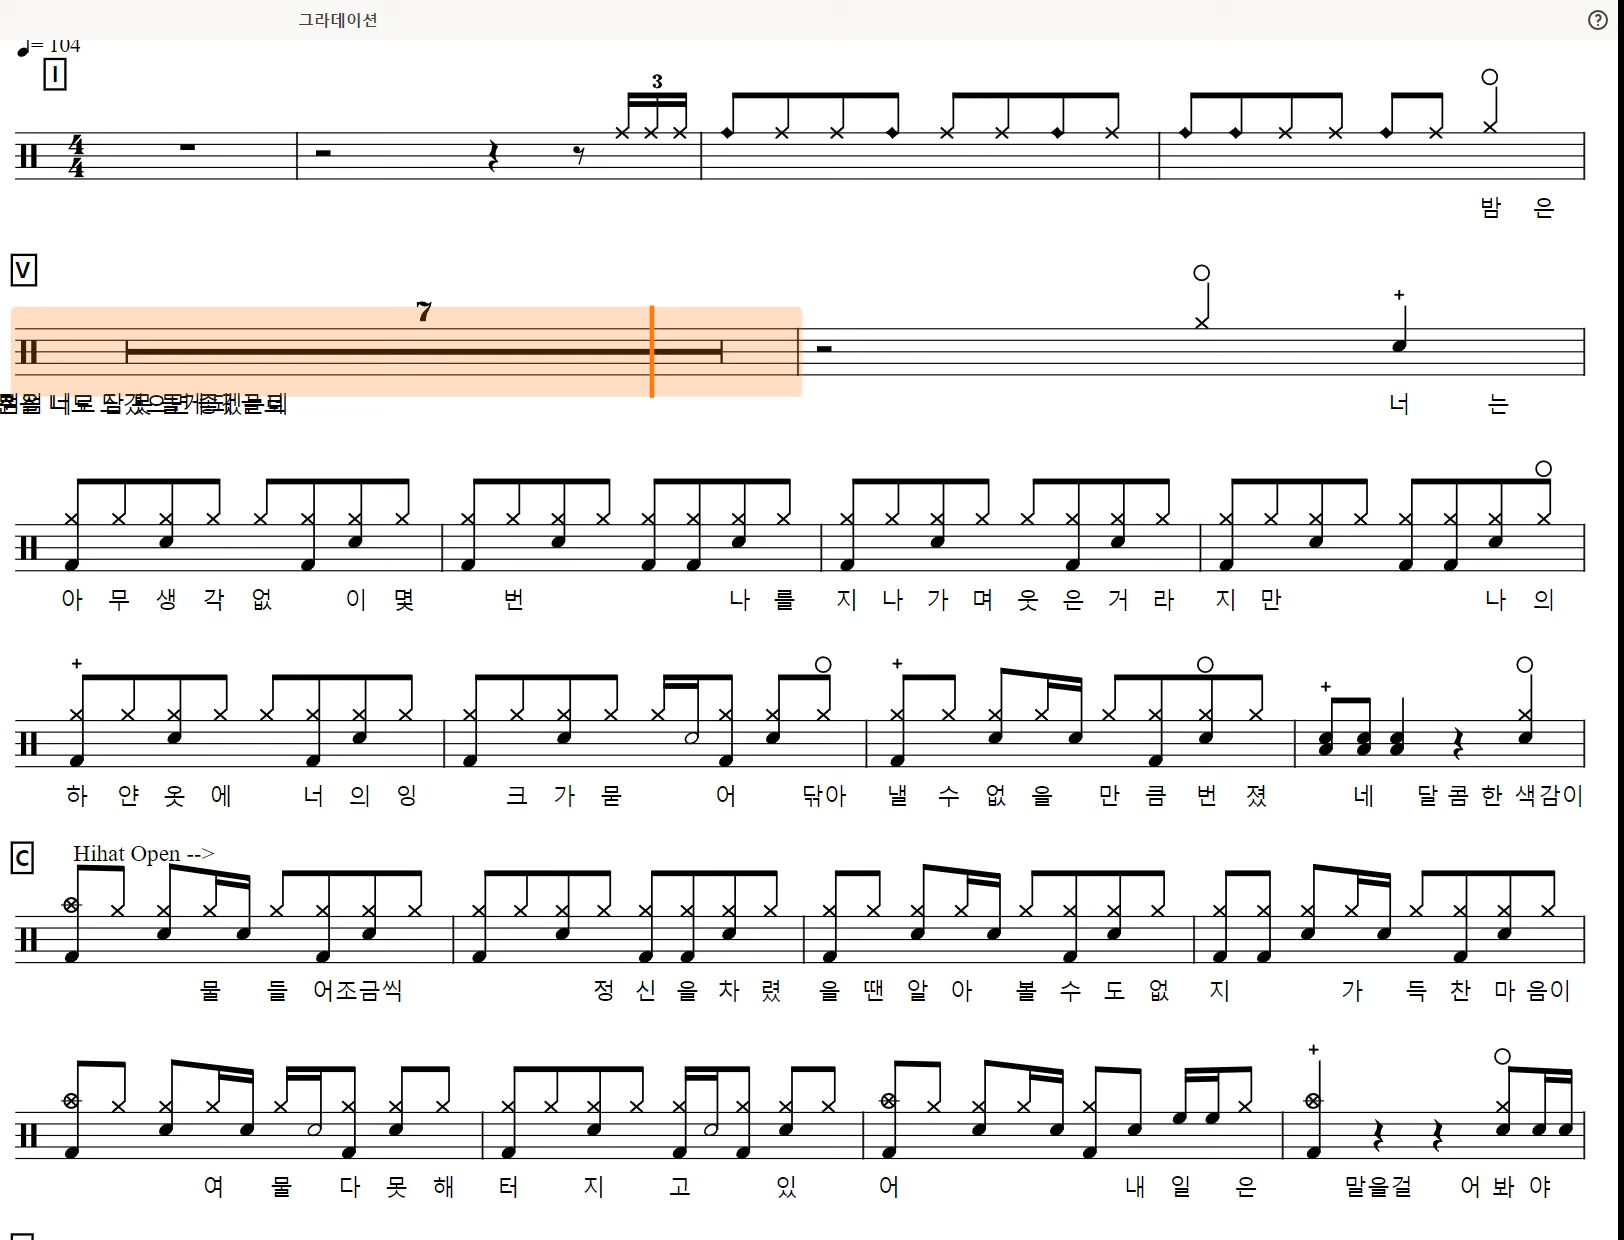 그라데이션
= 104
I
3
4
4
밤 은
V
7
+
너 는
아 무 생 각 없 이 몇 번 나 를 지 나 가 며 웃 은 거 라 지 만 나 의
+ +
+
하 얀 옷 에 너 의 잉 크 가 묻 어 닦아 낼 수 없 을 만 큼 번 졌 네 달 콤 한 색감이
C Hihat Open -->
물 들 어조금씩 정 신 을 차 렸 을 땐 알 아 볼 수 도 없 지 가 득 찬 마 음이
+
여 물 다 못 해 터 지 고 있 어 내 일 은 말을걸 어 봐 야